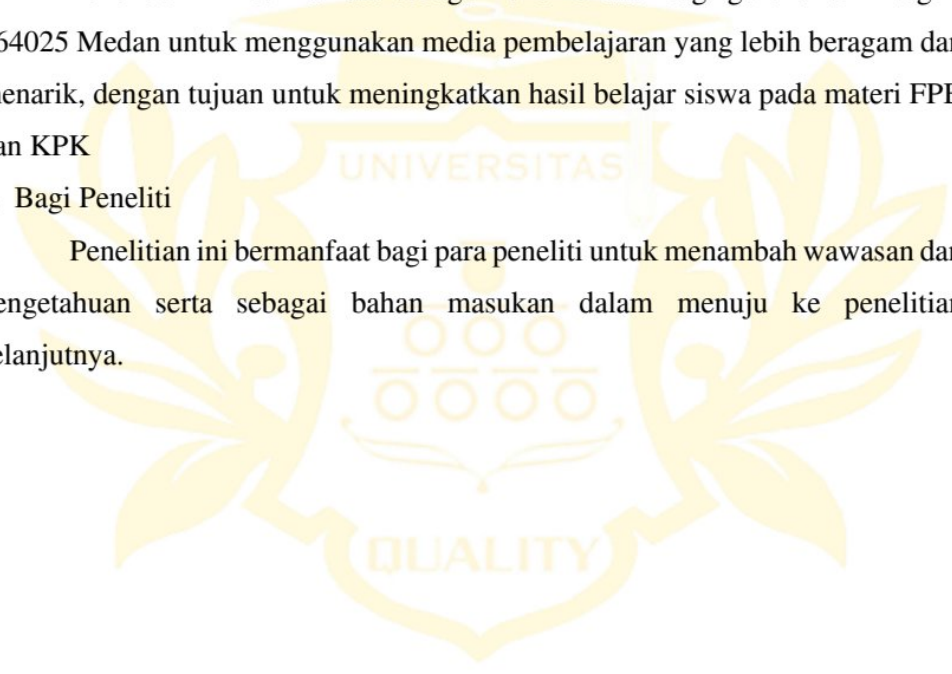 64025 Medan untuk menggunakan media pembelajaran yang lebih beragam dan
enarik, dengan tujuan untuk meningkatkan hasil belajar siswa pada materi FPB
an KPK
UNIVERSITAS
Bagi Peneliti
Penelitian ini bermanfaat bagi para peneliti untuk menambah wawasan dan
engetahuan serta sebagai bahan masukan dalam menuju ke penelitian
elanjutnya.
QUALITY